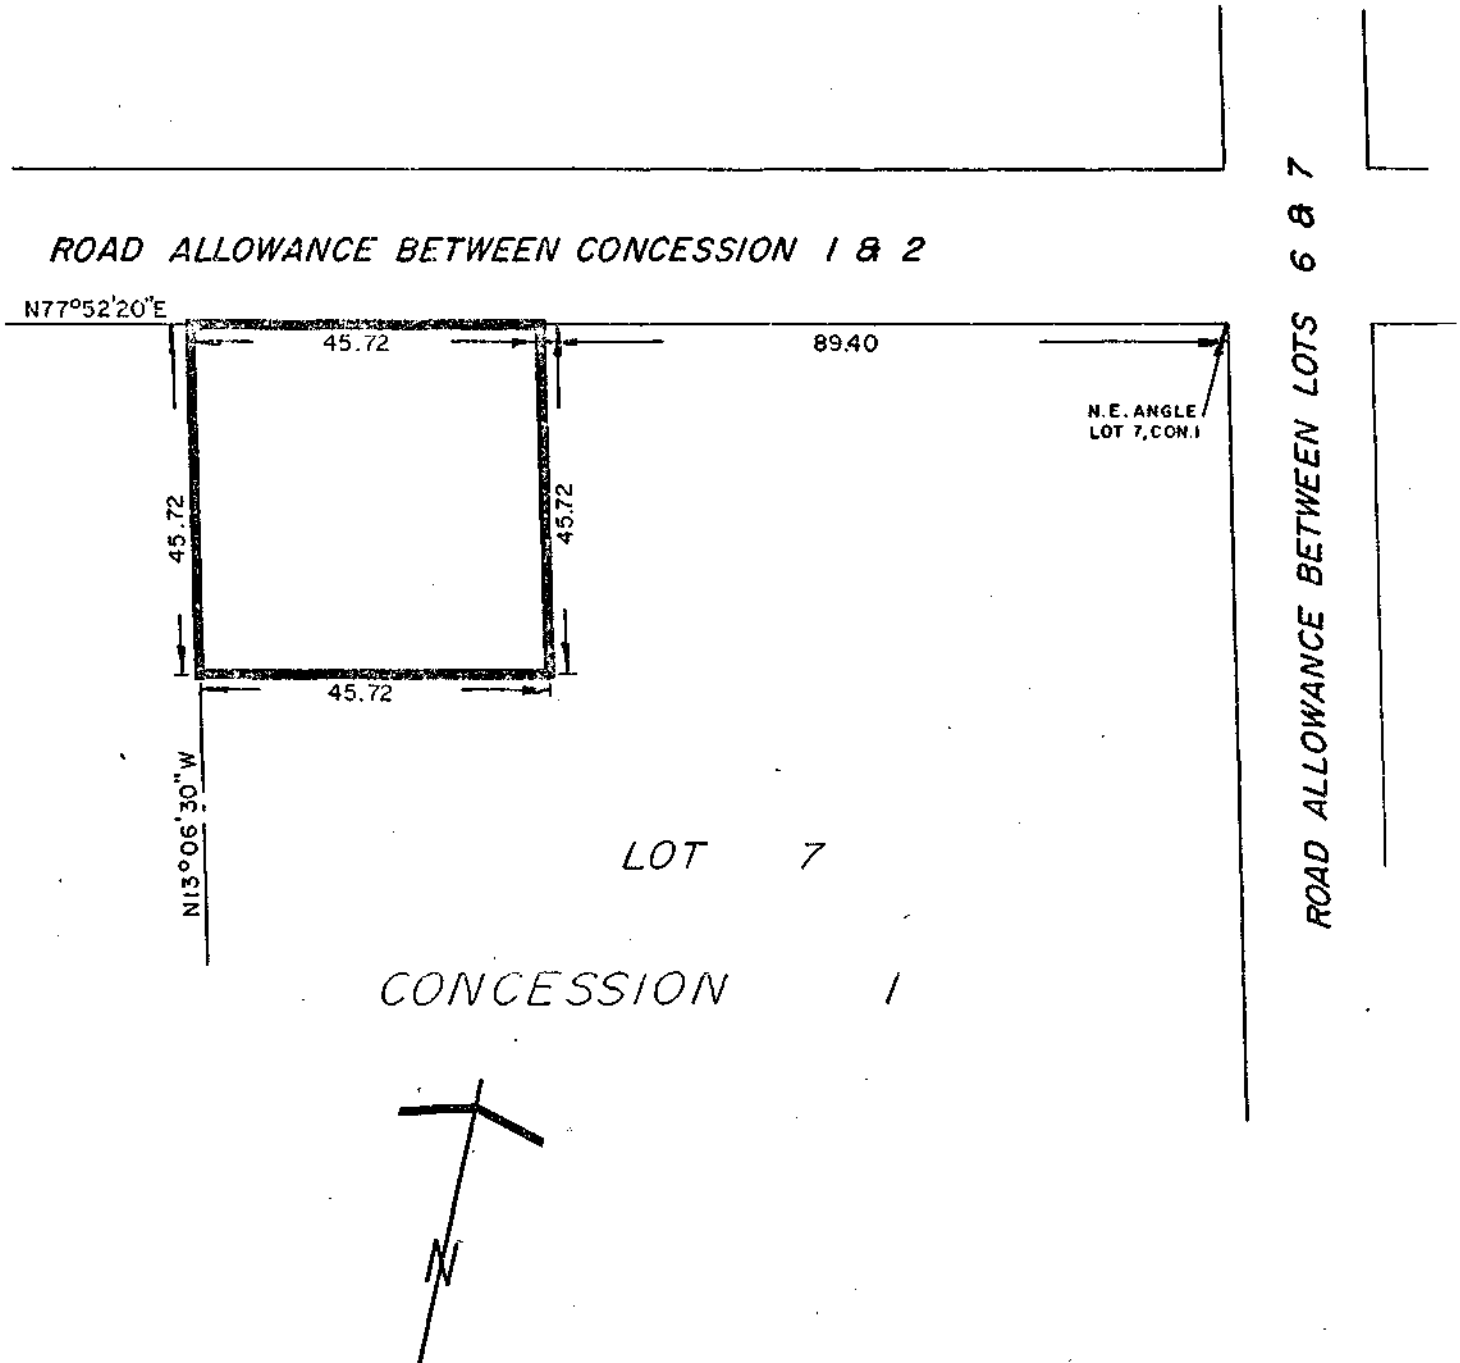 ROAD ALLOWANCE BETWEEN CONCESSION 1 & 2
N77°52'20"E
45.72
89.40
N.E. ANGLE
LOT 7, CON.1
45.72
45.72
45.72
N13°06'30"W
ROAD ALLOWANCE BETWEEN LOTS 6 & 7
LOT 7
CONCESSION 1
N